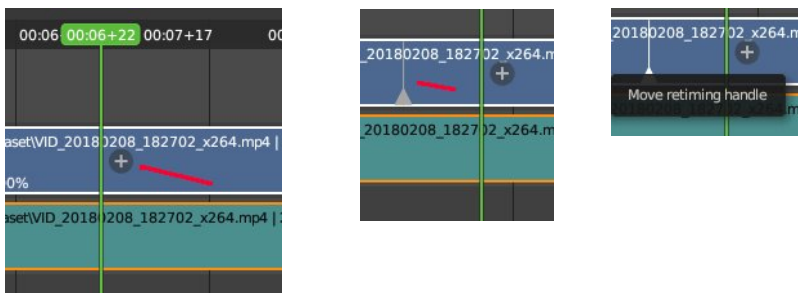 00:06 00:06+22 00:07+17 00
aset\VID_20180208_182702_x264.mp4 |
0%
aset\VID_20180208_182702_x264.mp4 |
_20180208_182702_x264.m
_20180208_182702_x264.m
20180208_182702_x264.m
Move retiming handle